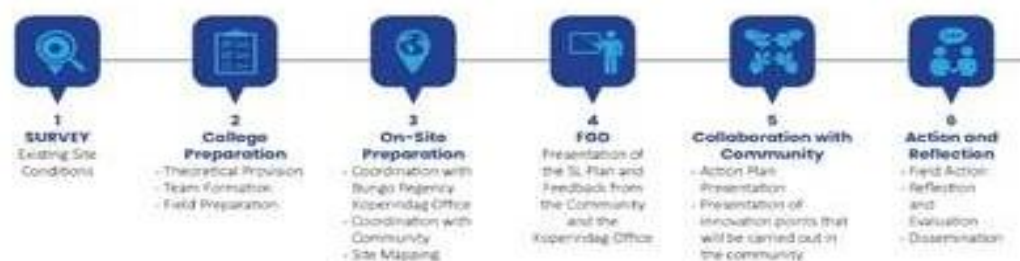 1
SURVEY
Existing Site
Conditions
2
College
Preparation
- Theoretical Provision
- Team Formation
- Field Preparation
3
On-Site
Preparation
- Coordination with
Bungo Regency
Koperindag Office
- Coordination with
Community
- Site Mapping
4
FGD
Presentation of
the SL Plan and
Feedback from
the Community
and the
Koperindag Office
5
Collaboration with
Community
- Action Plan
Presentation
- Presentation of
innovation points that
will be carried out in
the community
6
Action and
Reflection
- Field Action
- Reflection
and
Evaluation
- Dissemination